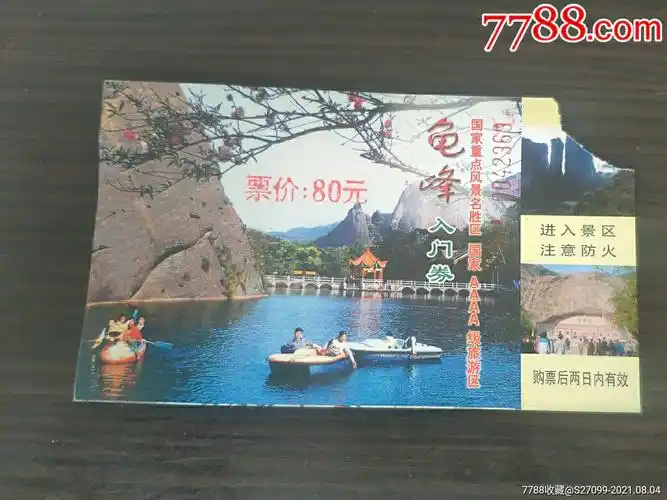 7788.com
票价:80元
龟峰
入门券
国家重点风景名胜区 国家AAAA级旅游区
进入景区
注意防火
购票后两日内有效
7788收藏@S27099-2021.08.04